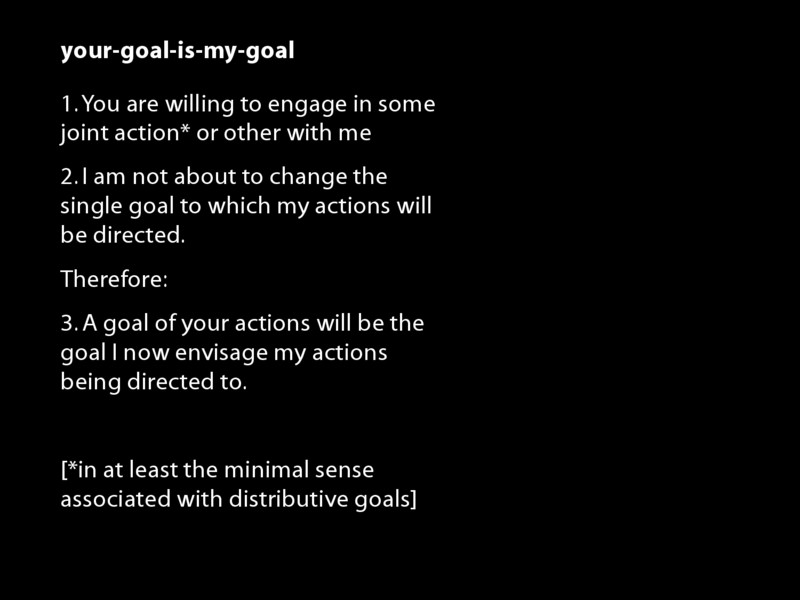 your-goal-is-my-goal
1. You are willing to engage in some
joint action* or other with me
2. I am not about to change the
single goal to which my actions will
be directed.
Therefore:
3. A goal of your actions will be the
goal I now envisage my actions
being directed to.
[*in at least the minimal sense
associated with distributive goals]